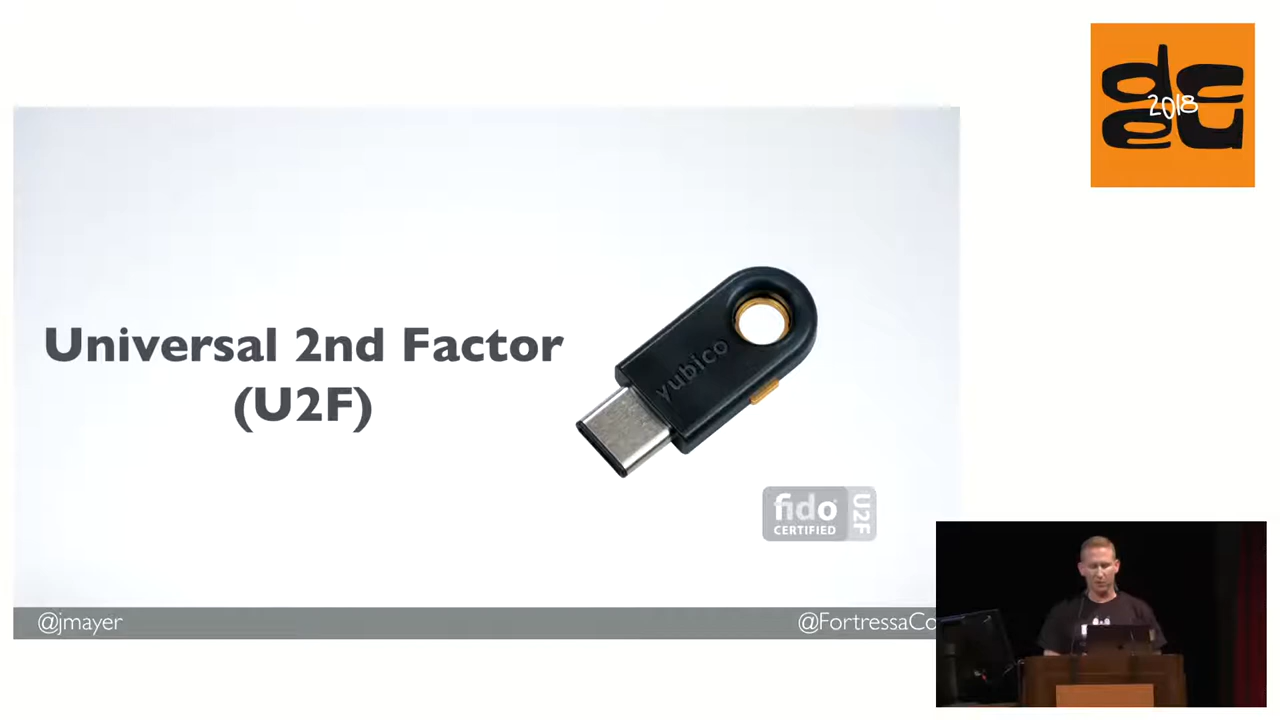 2018
Universal 2nd Factor
(U2F)
yubico
fido
CERTIFIED
U2F
@jmayer
@FortressaCo